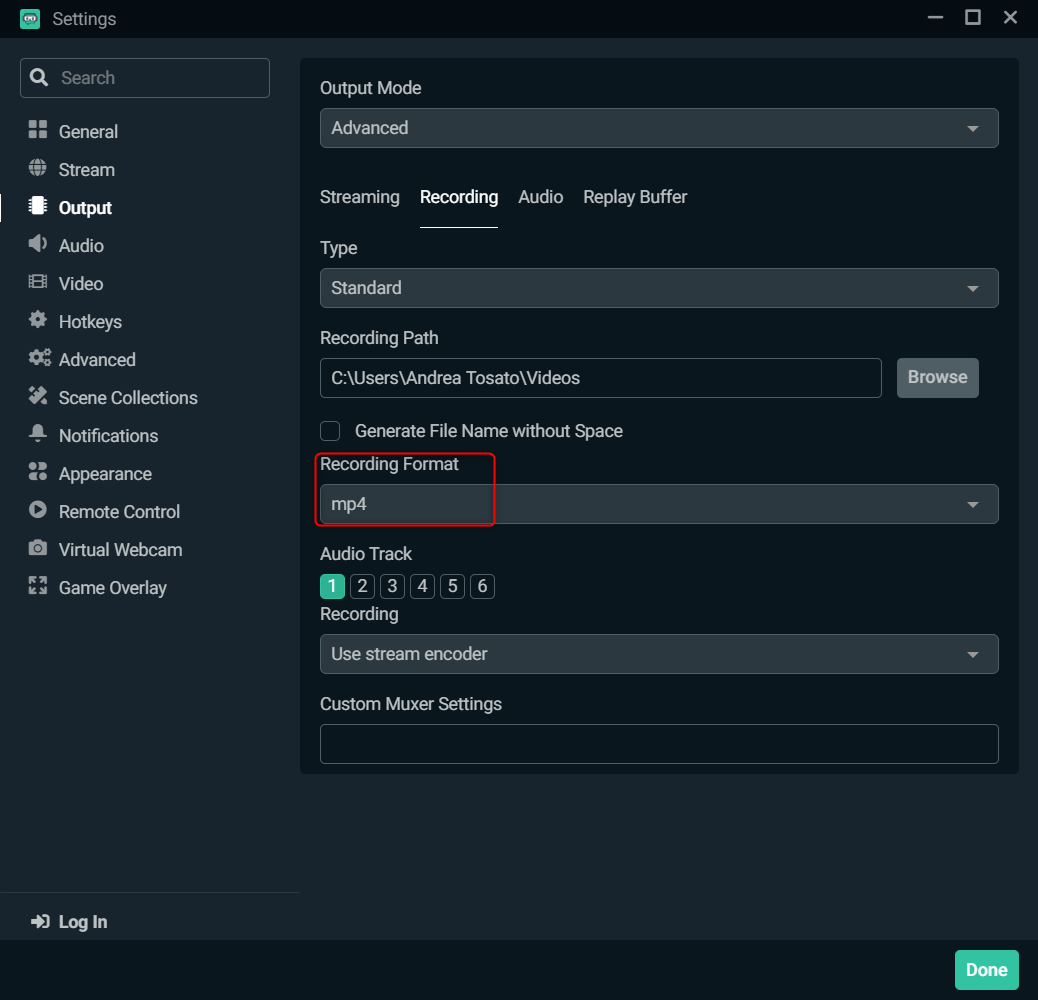 Settings
Search
General
Stream
Output
Audio
Video
Hotkeys
Advanced
Scene Collections
Notifications
Appearance
Remote Control
Virtual Webcam
Game Overlay
Log In
Output Mode
Advanced
Streaming Recording Audio Replay Buffer
Type
Standard
Recording Path
C:\Users\Andrea Tosato\Videos Browse
Generate File Name without Space
Recording Format
mp4
Audio Track
1 2 3 4 5 6
Recording
Use stream encoder
Custom Muxer Settings
Done